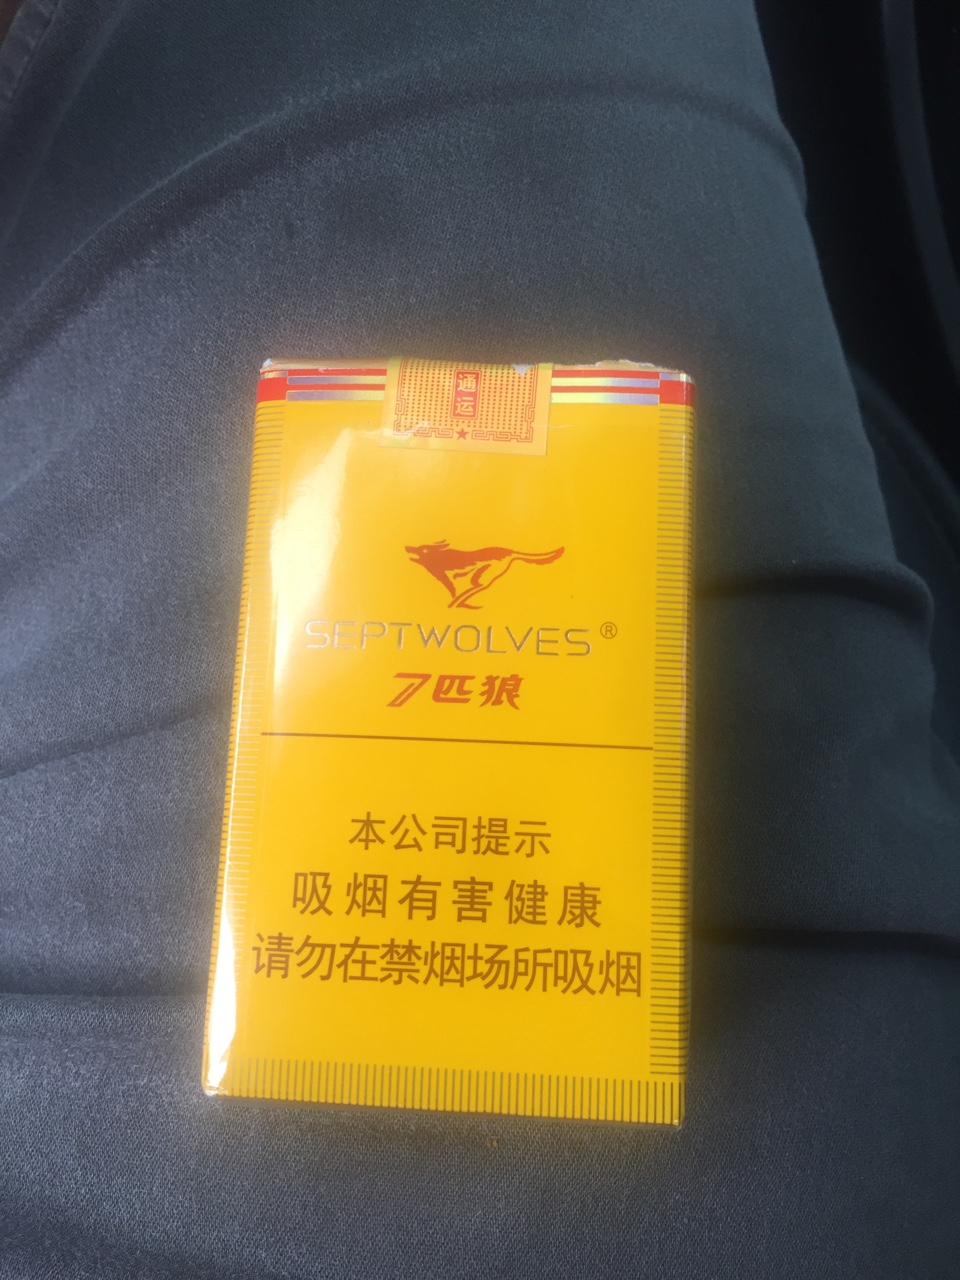 通运
SEPTWOLVES®
7匹狼
本公司提示
吸烟有害健康
请勿在禁烟场所吸烟